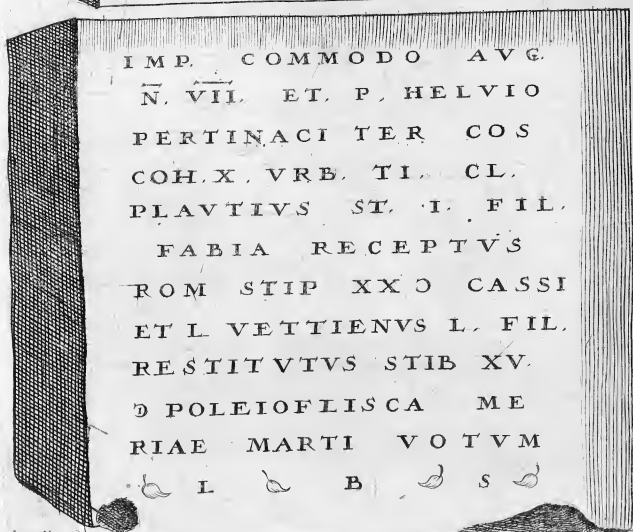 IMP. COMMODO AVG.
N̄. V̅I̅I̅. ET. P. HELVIO
PERTINACI TER COS
COH. X. VRB. TI. CL.
PLAVTIVS ST. I. FIL.
FABIA RECEPTVS
ROM STIP XX Ɔ CASSI
ET L VETTIENVS L. FIL.
RESTITVTVS STIB XV.
Ɔ POLEIOFLISCA ME
RIAE MARTI VOTVM
L B S